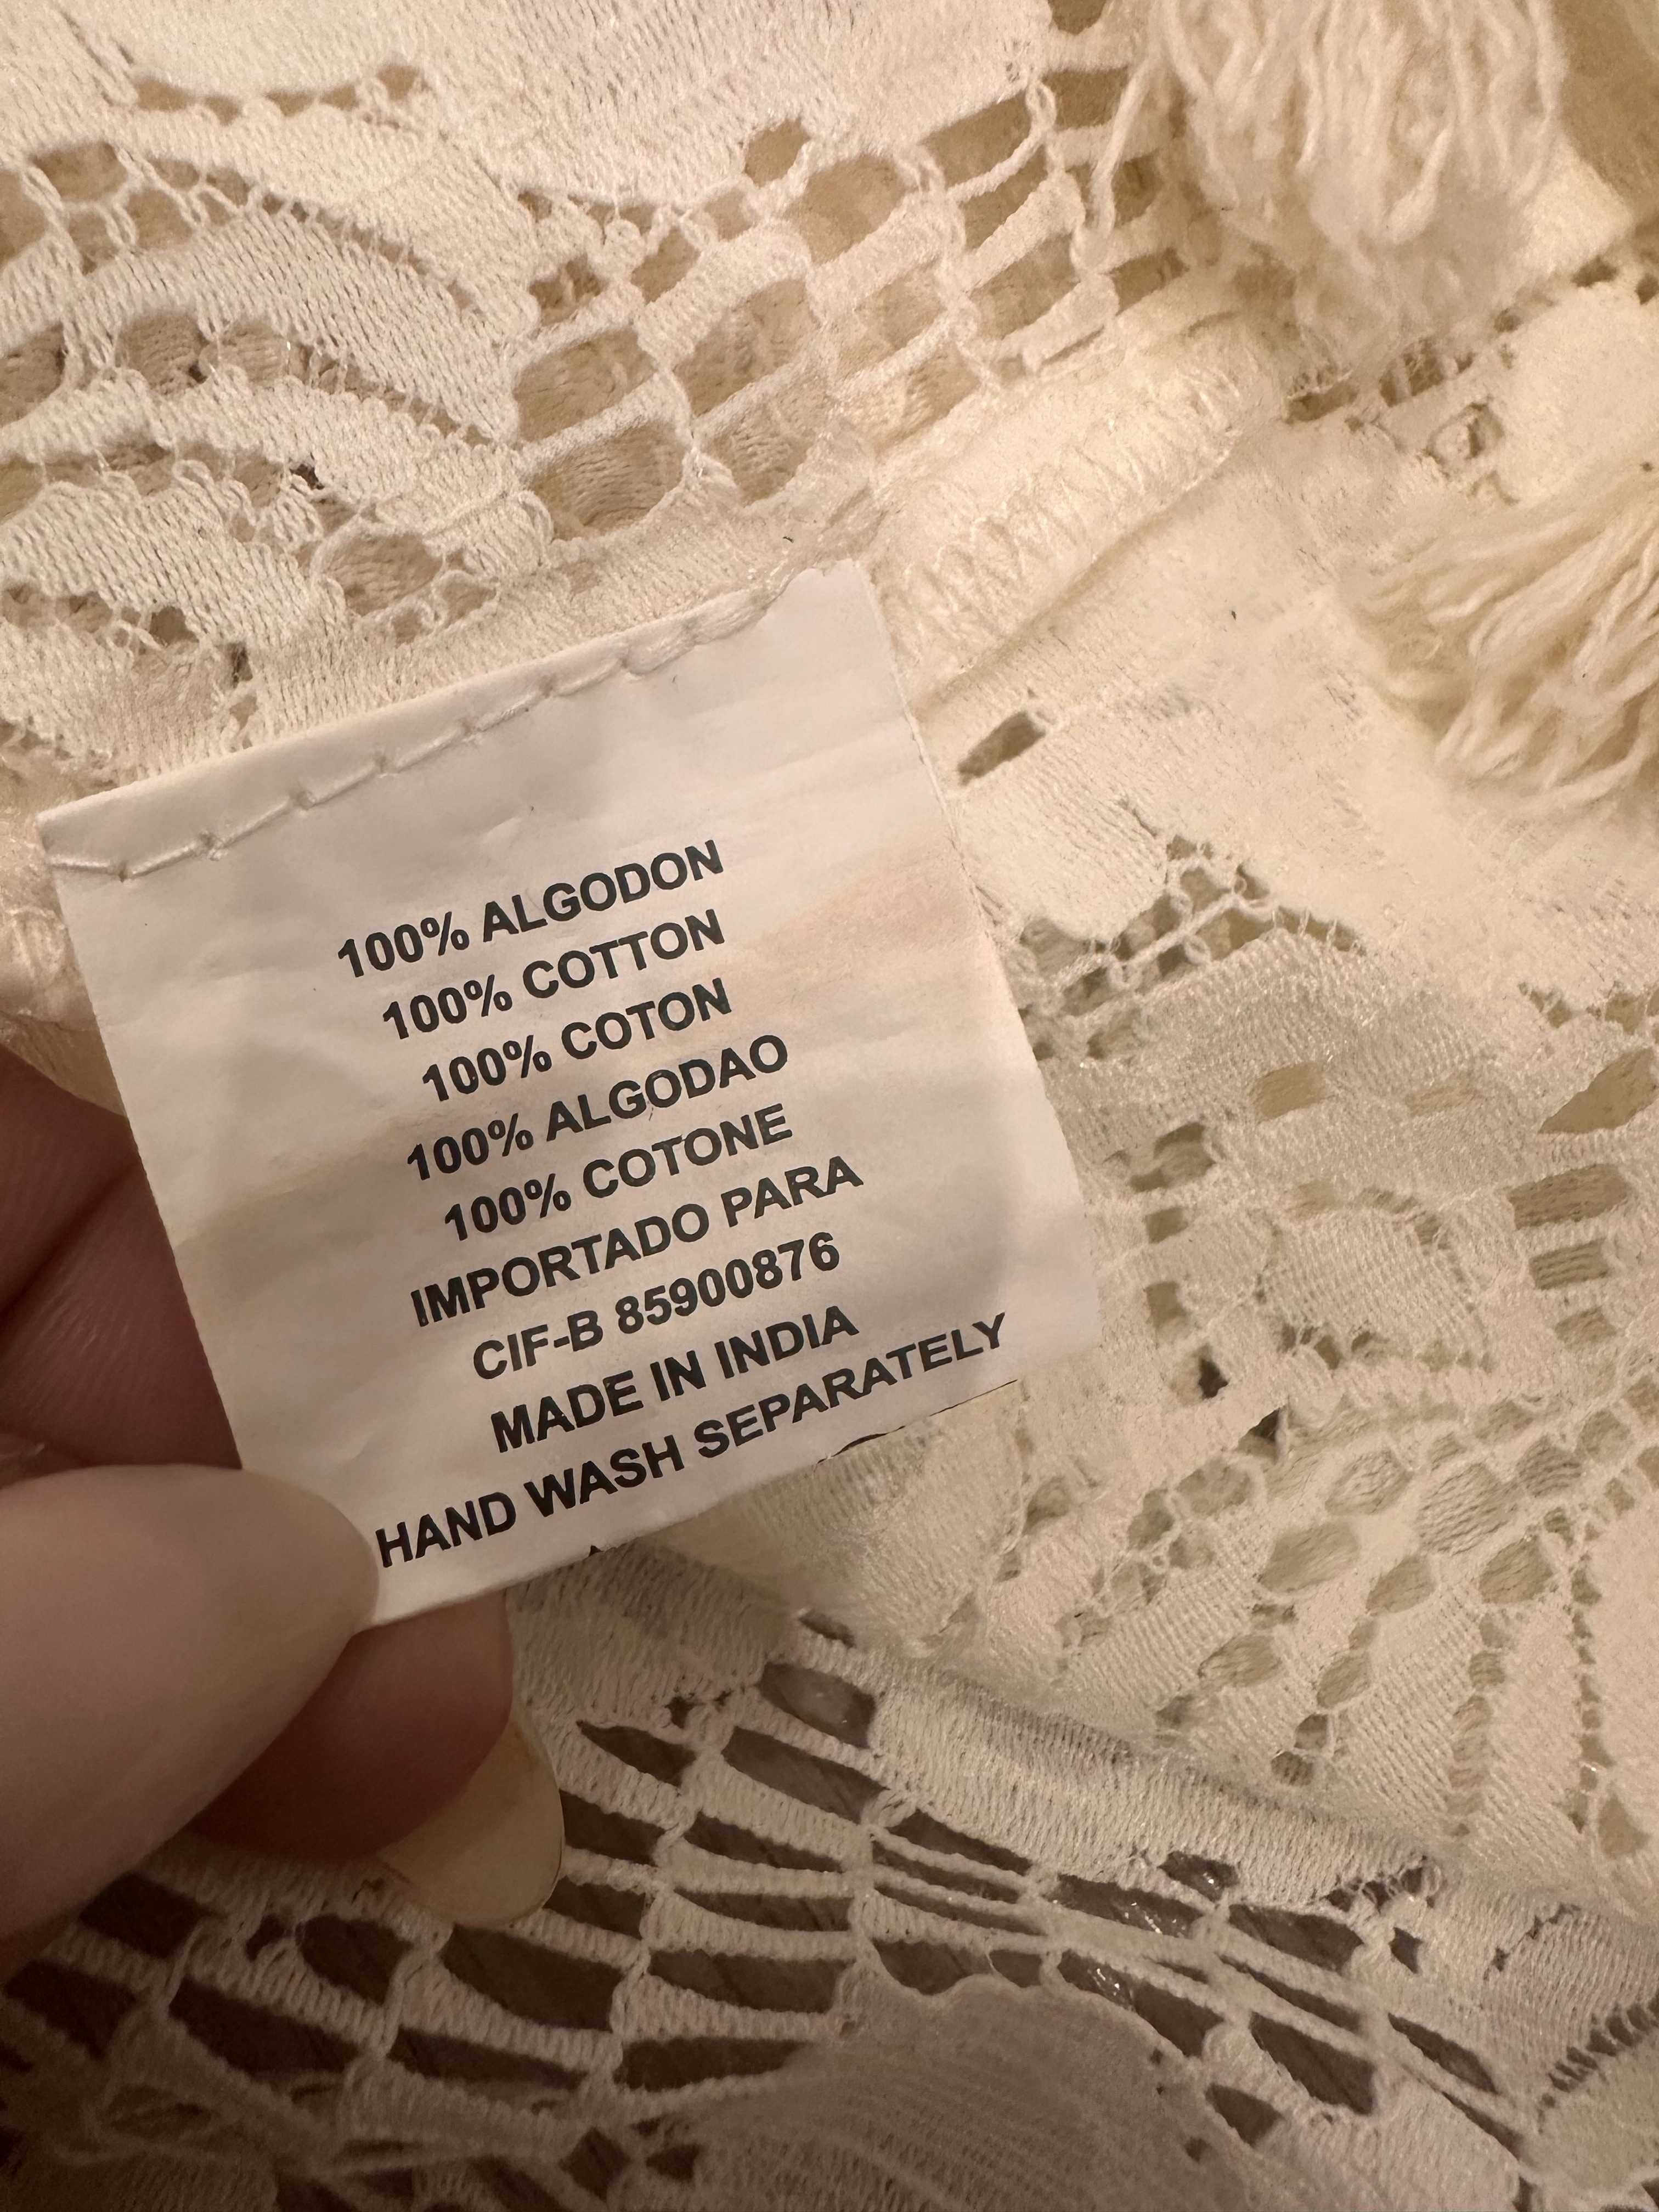 100% ALGODON
100% COTTON
100% COTON
100% ALGODAO
100% COTONE
IMPORTADO PARA
CIF-B 85900876
MADE IN INDIA
HAND WASH SEPARATELY